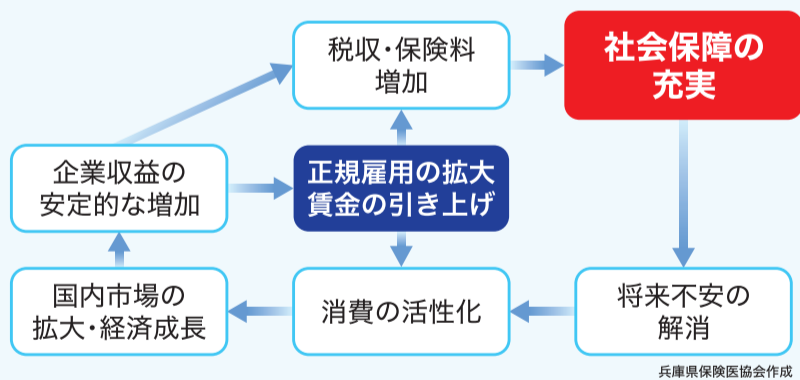 税収・保険料
増加
社会保障の
充実
企業収益の
安定的な増加
正規雇用の拡大
賃金の引き上げ
国内市場の
拡大・経済成長
消費の活性化
将来不安の
解消
兵庫県保険医協会作成